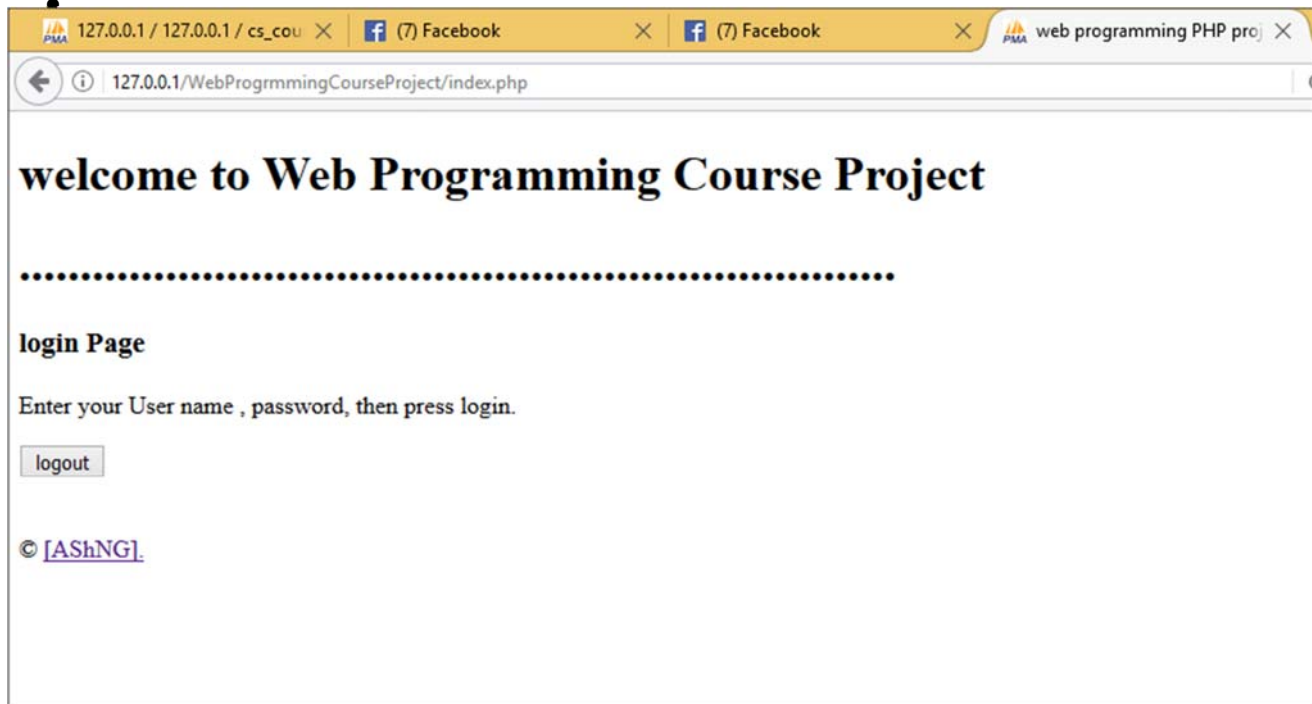 127.0.0.1 / 127.0.0.1 / cs_cou (7) Facebook (7) Facebook web programming PHP proj
127.0.0.1/WebProgrmmingCourseProject/index.php
welcome to Web Programming Course Project
........................................................................
login Page
Enter your User name , password, then press login.
logout
© [AShNG].